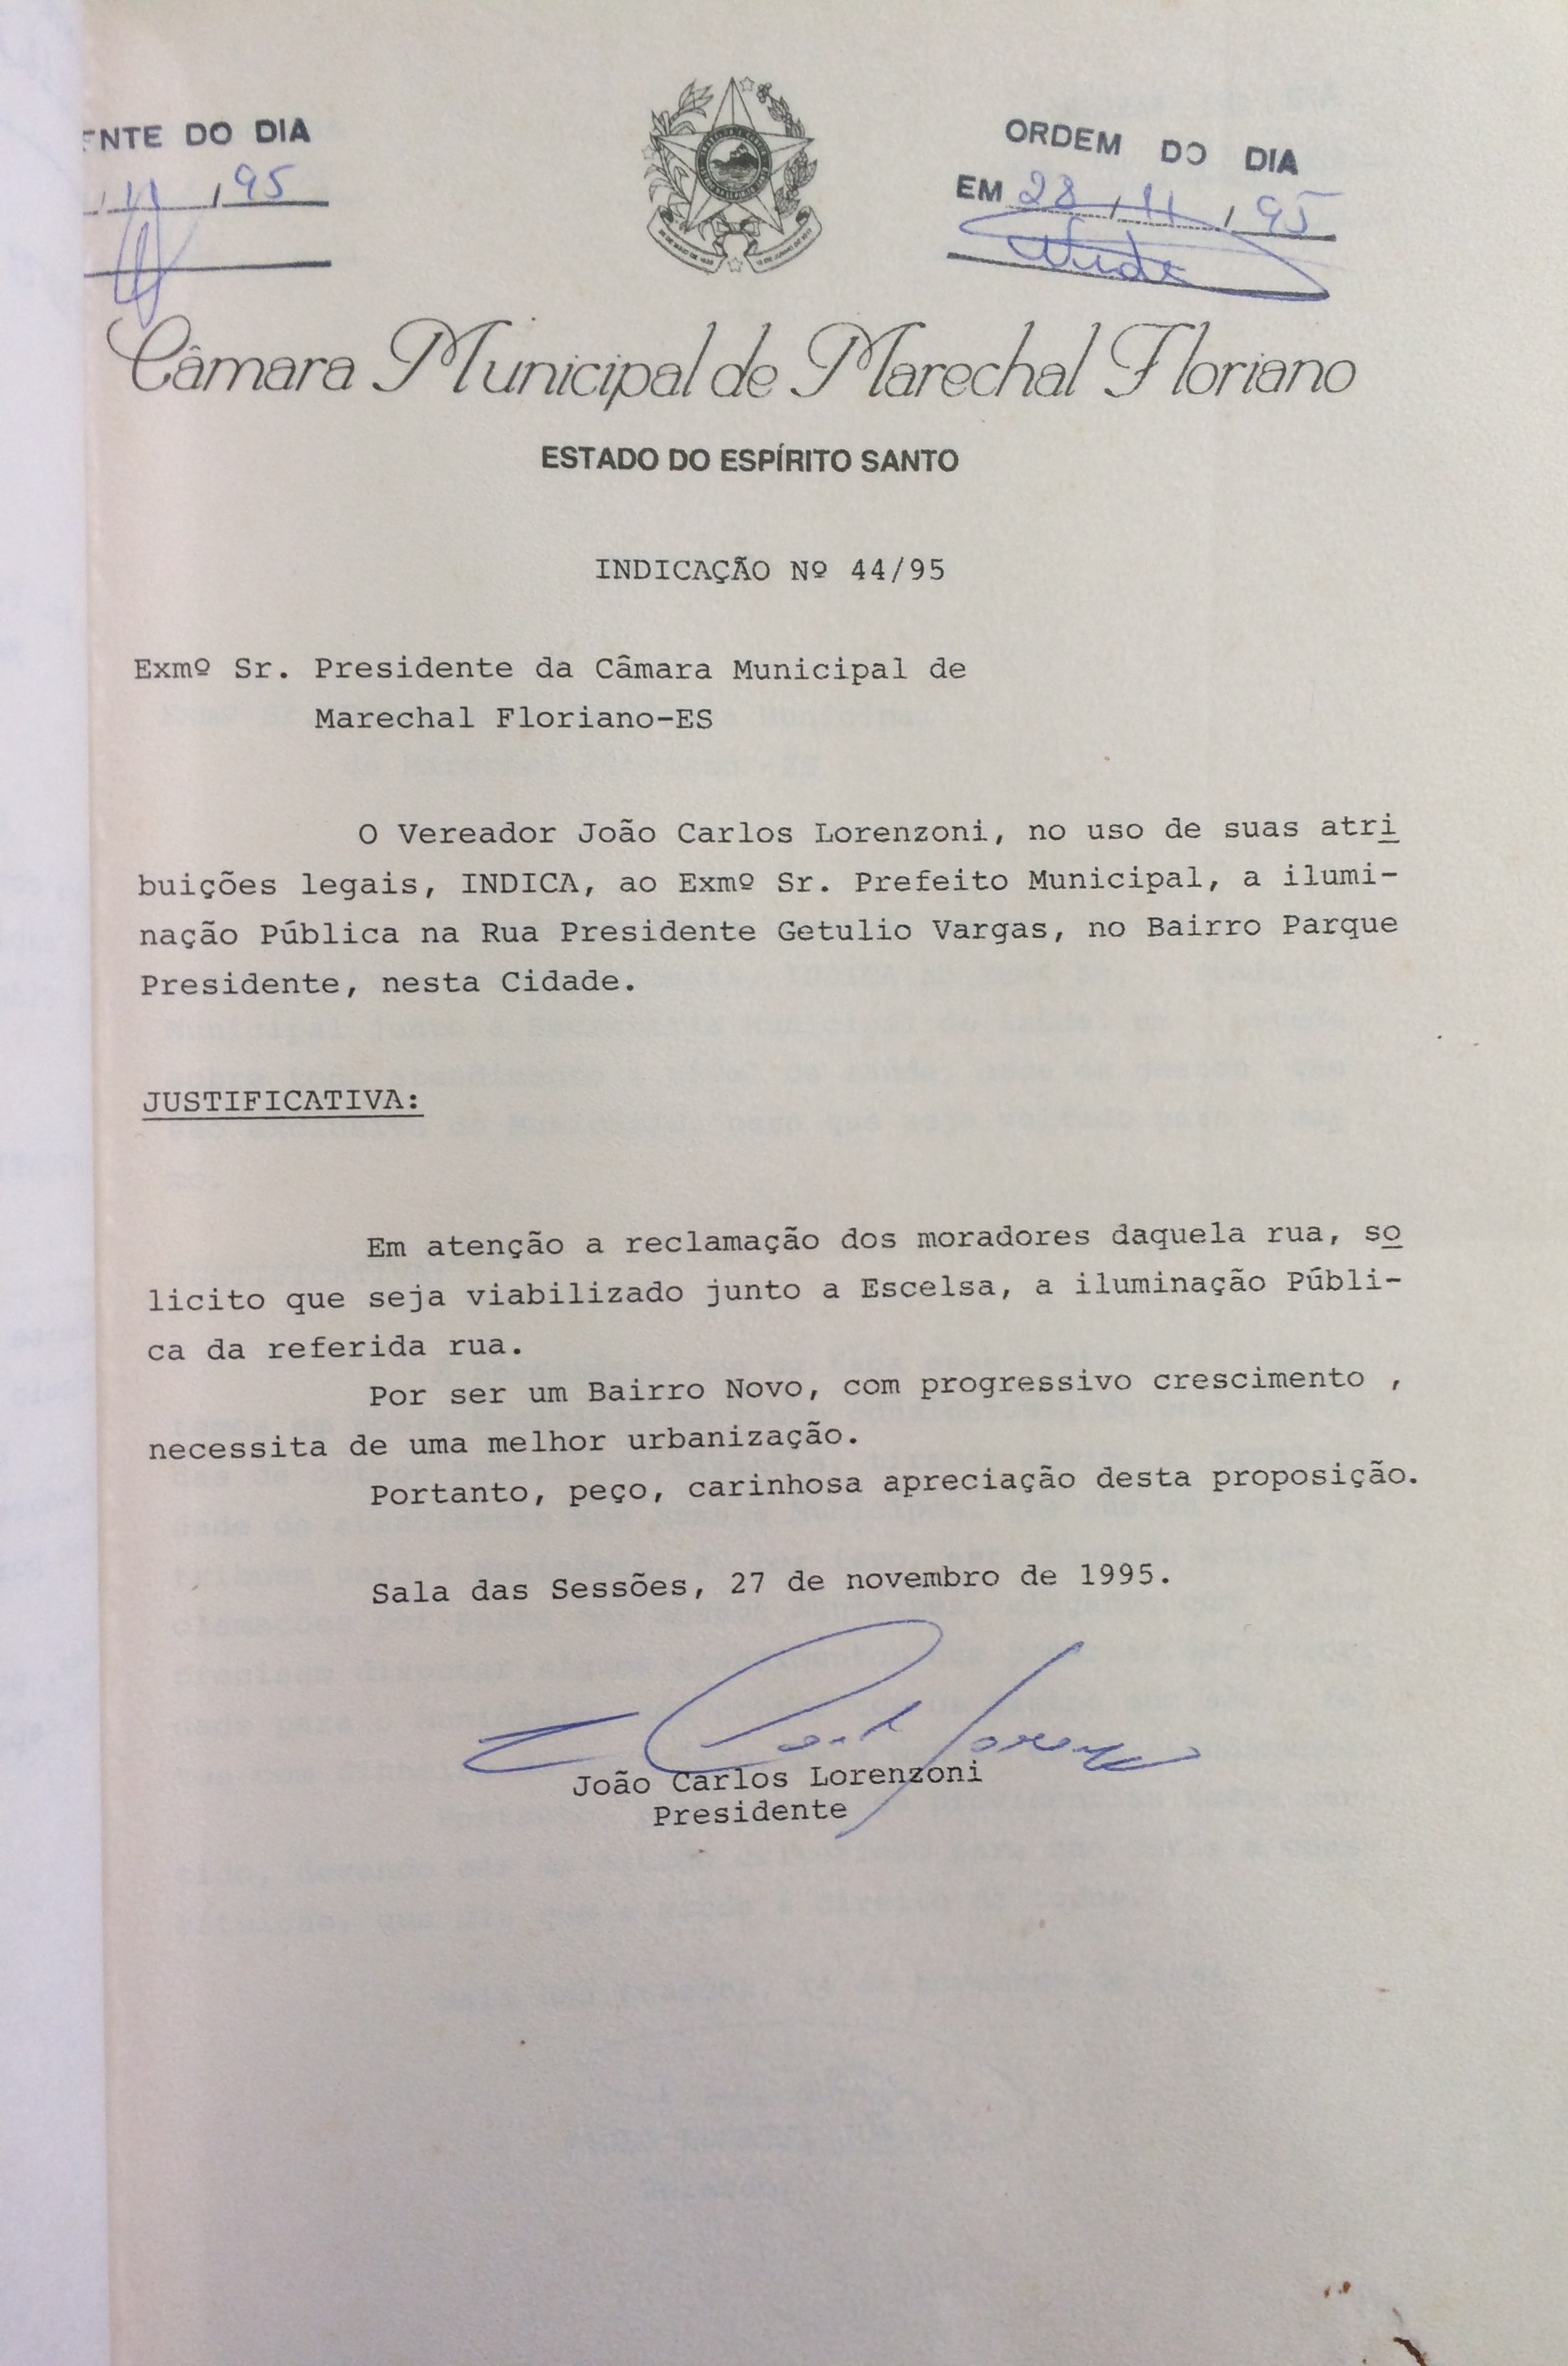 ENTE DO DIA
11 / 95
ORDEM DO DIA
EM 28 / 11 / 95
Câmara Municipal de Marechal Floriano
ESTADO DO ESPÍRITO SANTO
INDICAÇÃO Nº 44/95
Exmº Sr. Presidente da Câmara Municipal de
Marechal Floriano-ES
O Vereador João Carlos Lorenzoni, no uso de suas atri
buições legais, INDICA, ao Exmº Sr. Prefeito Municipal, a ilumi-
nação Pública na Rua Presidente Getulio Vargas, no Bairro Parque
Presidente, nesta Cidade.
JUSTIFICATIVA:
Em atenção a reclamação dos moradores daquela rua, so
licito que seja viabilizado junto a Escelsa, a iluminação Públi-
ca da referida rua.
Por ser um Bairro Novo, com progressivo crescimento ,
necessita de uma melhor urbanização.
Portanto, peço, carinhosa apreciação desta proposição.
Sala das Sessões, 27 de novembro de 1995.
João Carlos Lorenzoni
Presidente